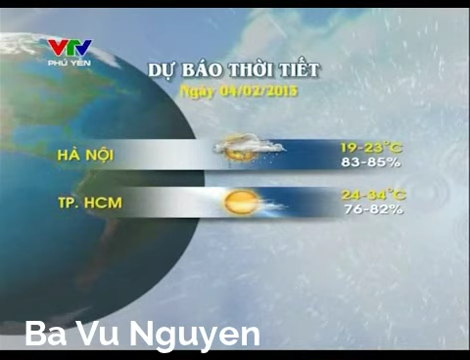 VTV
PHÚ YÊN
DỰ BÁO THỜI TIẾT
Ngày 04/02/2013
HÀ NỘI
19-23°C
83-85%
TP. HCM
24-34°C
76-82%
Ba Vu Nguyen